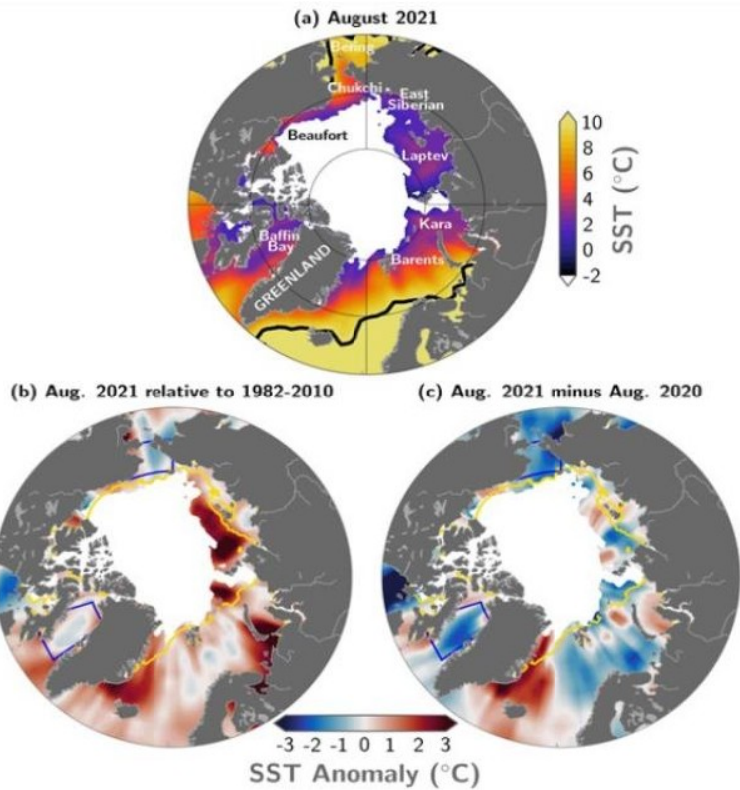 (a) August 2021
Bering
Chukchi
East
Siberian
Beaufort
Laptev
Kara
Baffin
Bay
Barents
GREENLAND
10
8
6
4
2
0
-2
SST (°C)
(b) Aug. 2021 relative to 1982-2010
(c) Aug. 2021 minus Aug. 2020
-3 -2 -1 0 1 2 3
SST Anomaly (°C)